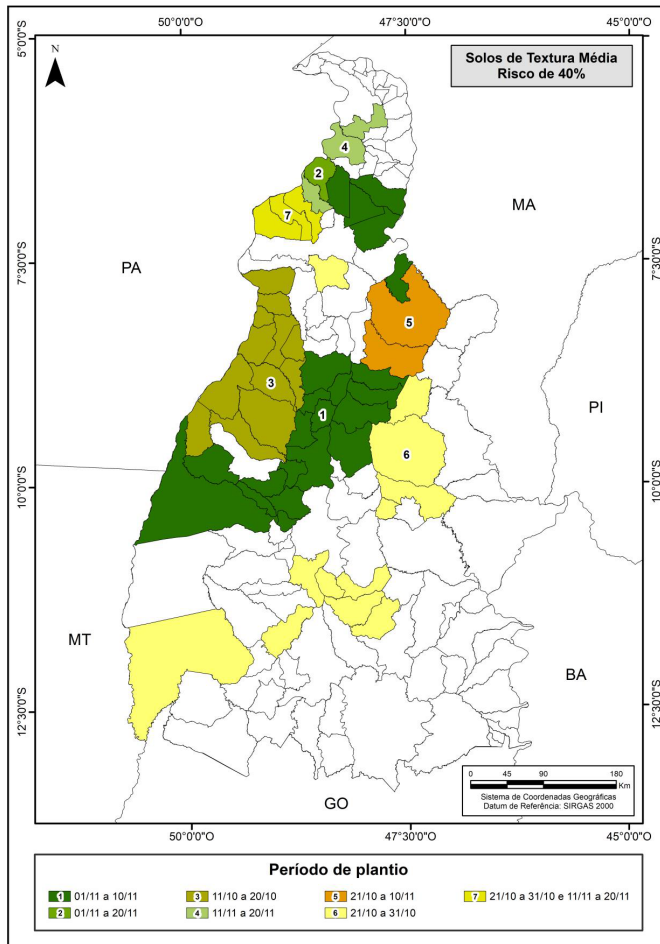 50°0'0"O
47°30'0"O
45°0'0"O
5°0'0"S
5°0'0"S
N
Solos de Textura Média
Risco de 40%
4
2
MA
7
PA
7°30'0"S
7°30'0"S
5
3
PI
1
6
10°0'0"S
10°0'0"S
MT
BA
12°30'0"S
12°30'0"S
0 45 90 180
Km
Sistema de Coordenadas Geográficas
Datum de Referência: SIRGAS 2000
GO
50°0'0"O
47°30'0"O
45°0'0"O
Período de plantio
1 01/11 a 10/11
3 11/10 a 20/10
5 21/10 a 10/11
7 21/10 a 31/10 e 11/11 a 20/11
2 01/11 a 20/11
4 11/11 a 20/11
6 21/10 a 31/10